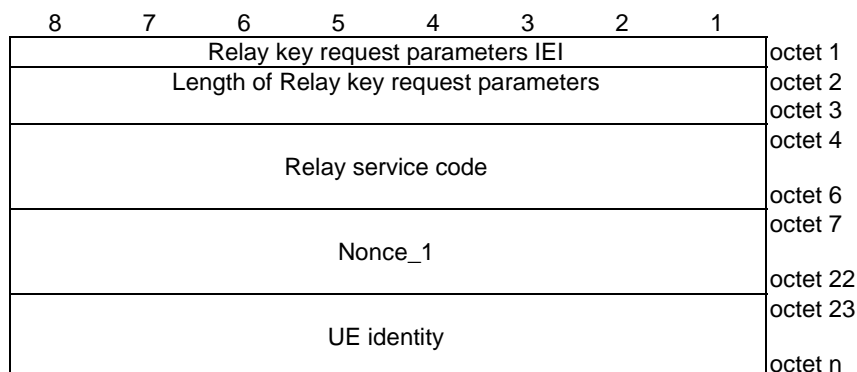 8 7 6 5 4 3 2 1
Relay key request parameters IEI octet 1
Length of Relay key request parameters octet 2
octet 3
octet 4
Relay service code
octet 6
octet 7
Nonce_1
octet 22
octet 23
UE identity
octet n